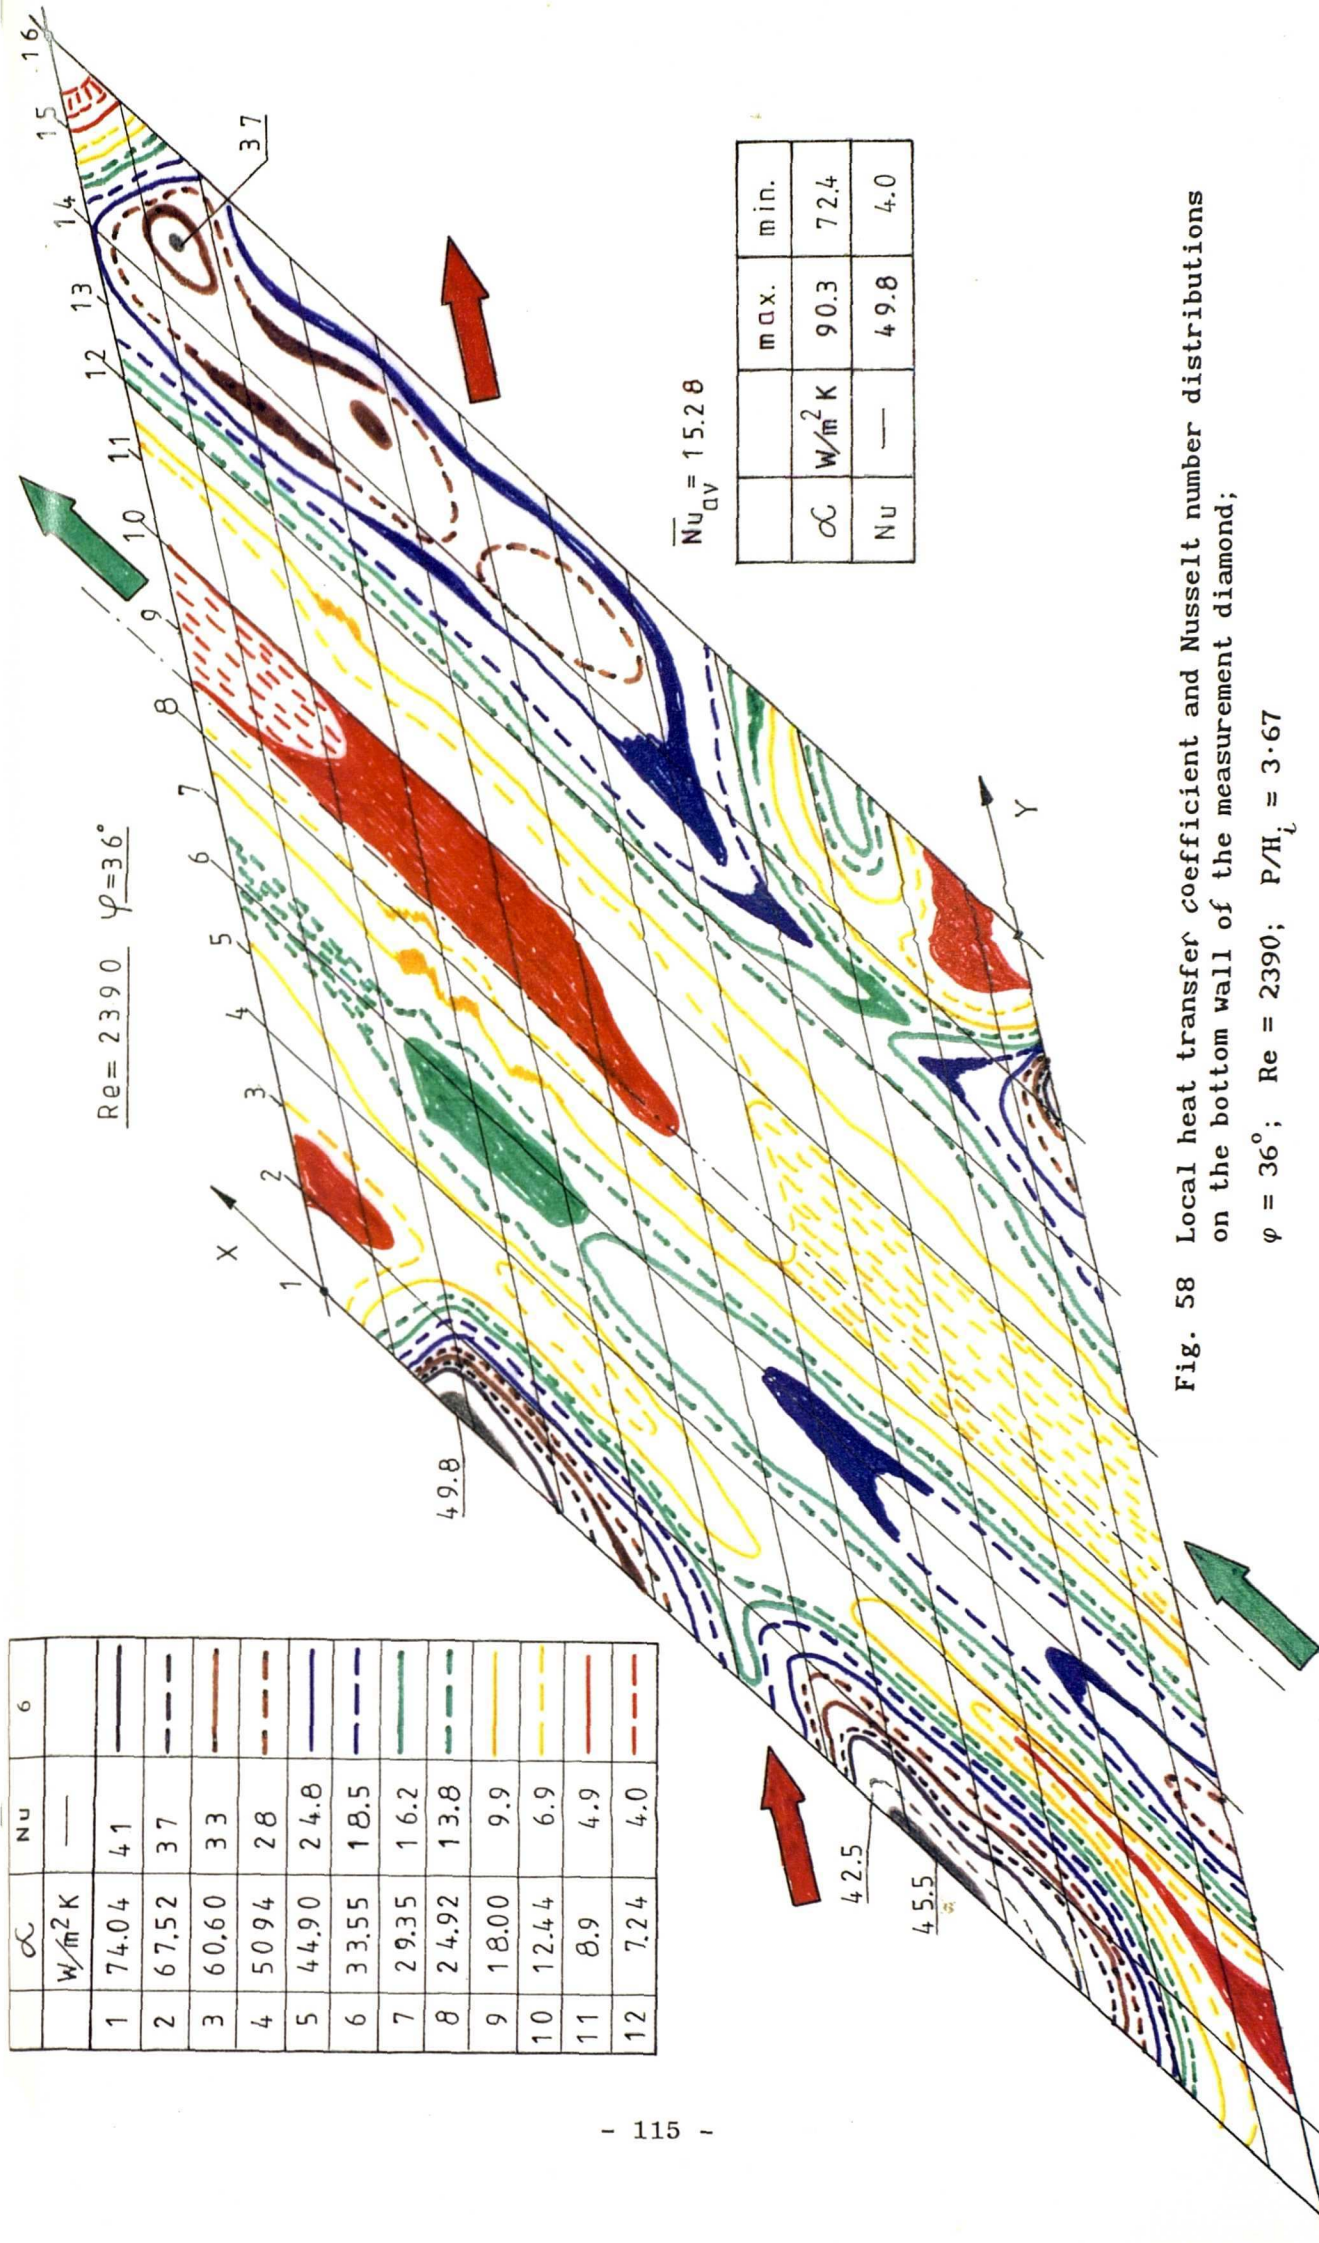 α Nu 6
W/m² K —
1 74.04 41
2 67.52 37
3 60.60 33
4 5094 28
5 44.90 24.8
6 33.55 18.5
7 29.35 16.2
8 24.92 13.8
9 18.00 9.9
10 12.44 6.9
11 8.9 4.9
12 7.24 4.0
Re = 2390 φ=36°
X
1 2 3 4 5 6 7 8 9 10 11 12 13 14 15 16
49.8
42.5
45.5
37
Y
N̅u̅av = 15.28
max. min.
α W/m² K 90.3 72.4
Nu — 49.8 4.0
Fig. 58 Local heat transfer coefficient and Nusselt number distributions
on the bottom wall of the measurement diamond;
φ = 36°; Re = 2390; P/Hi = 3·67
- 115 -